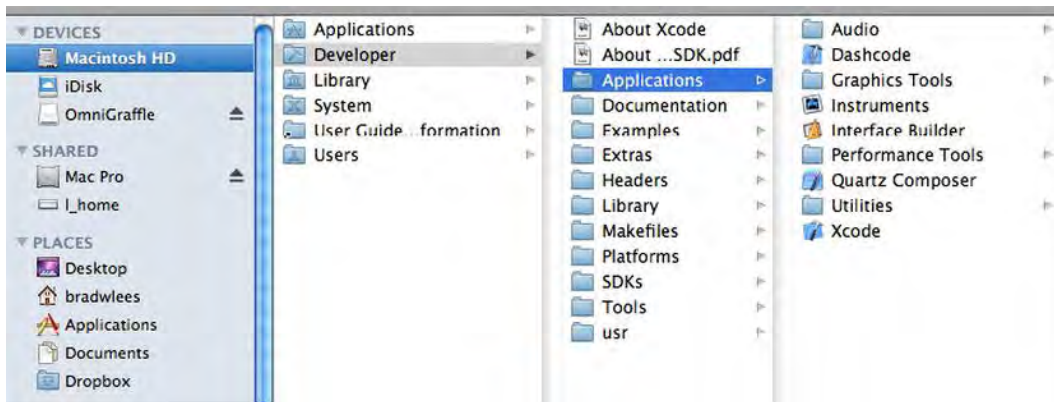 DEVICES
Macintosh HD
iDisk
OmniGraffle
SHARED
Mac Pro
l_home
PLACES
Desktop
bradwlees
Applications
Documents
Dropbox
Applications
Developer
Library
System
User Guide...formation
Users
About Xcode
About ...SDK.pdf
Applications
Documentation
Examples
Extras
Headers
Library
Makefiles
Platforms
SDKs
Tools
usr
Audio
Dashcode
Graphics Tools
Instruments
Interface Builder
Performance Tools
Quartz Composer
Utilities
Xcode